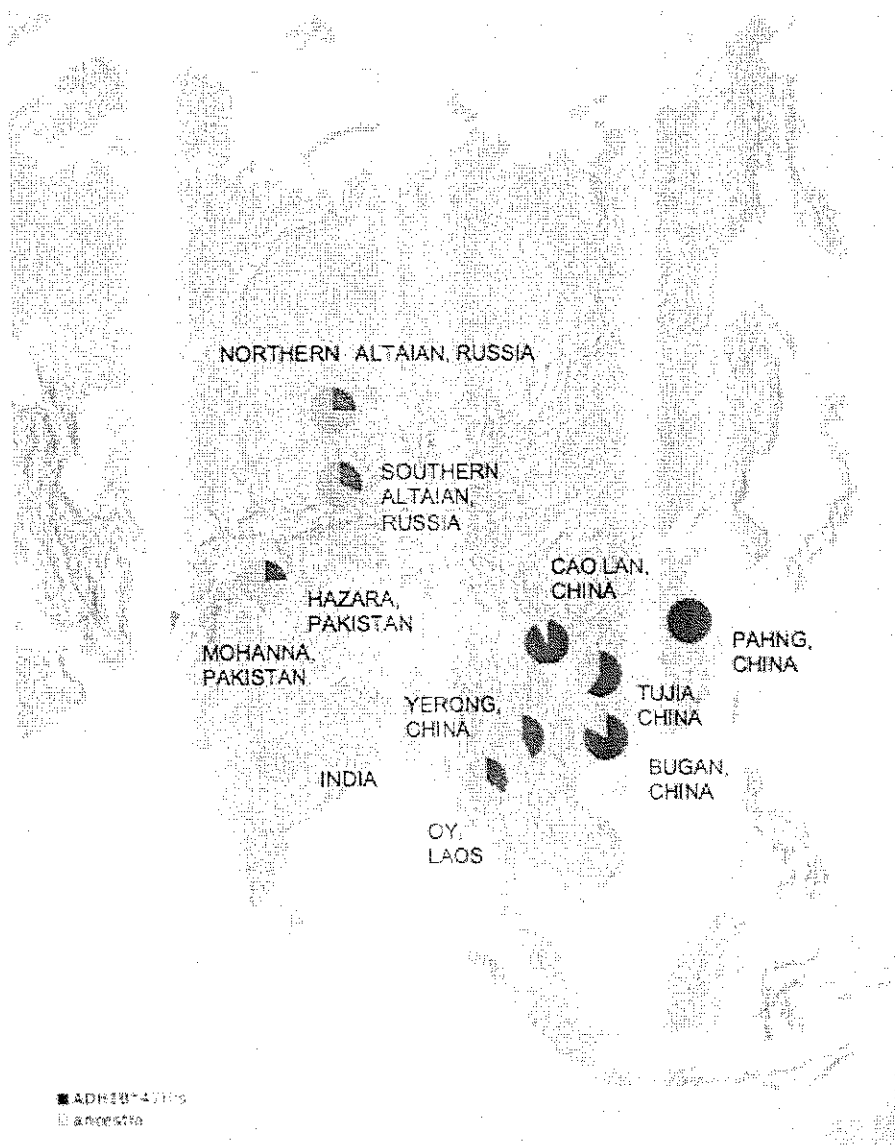 NORTHERN ALTAIAN, RUSSIA
SOUTHERN
ALTAIAN,
RUSSIA
CAO LAN,
CHINA
HAZARA,
PAKISTAN
PAHNG,
CHINA
MOHANNA,
PAKISTAN
TUJIA,
CHINA
YERONG,
CHINA
BUGAN,
CHINA
INDIA
OY,
LAOS